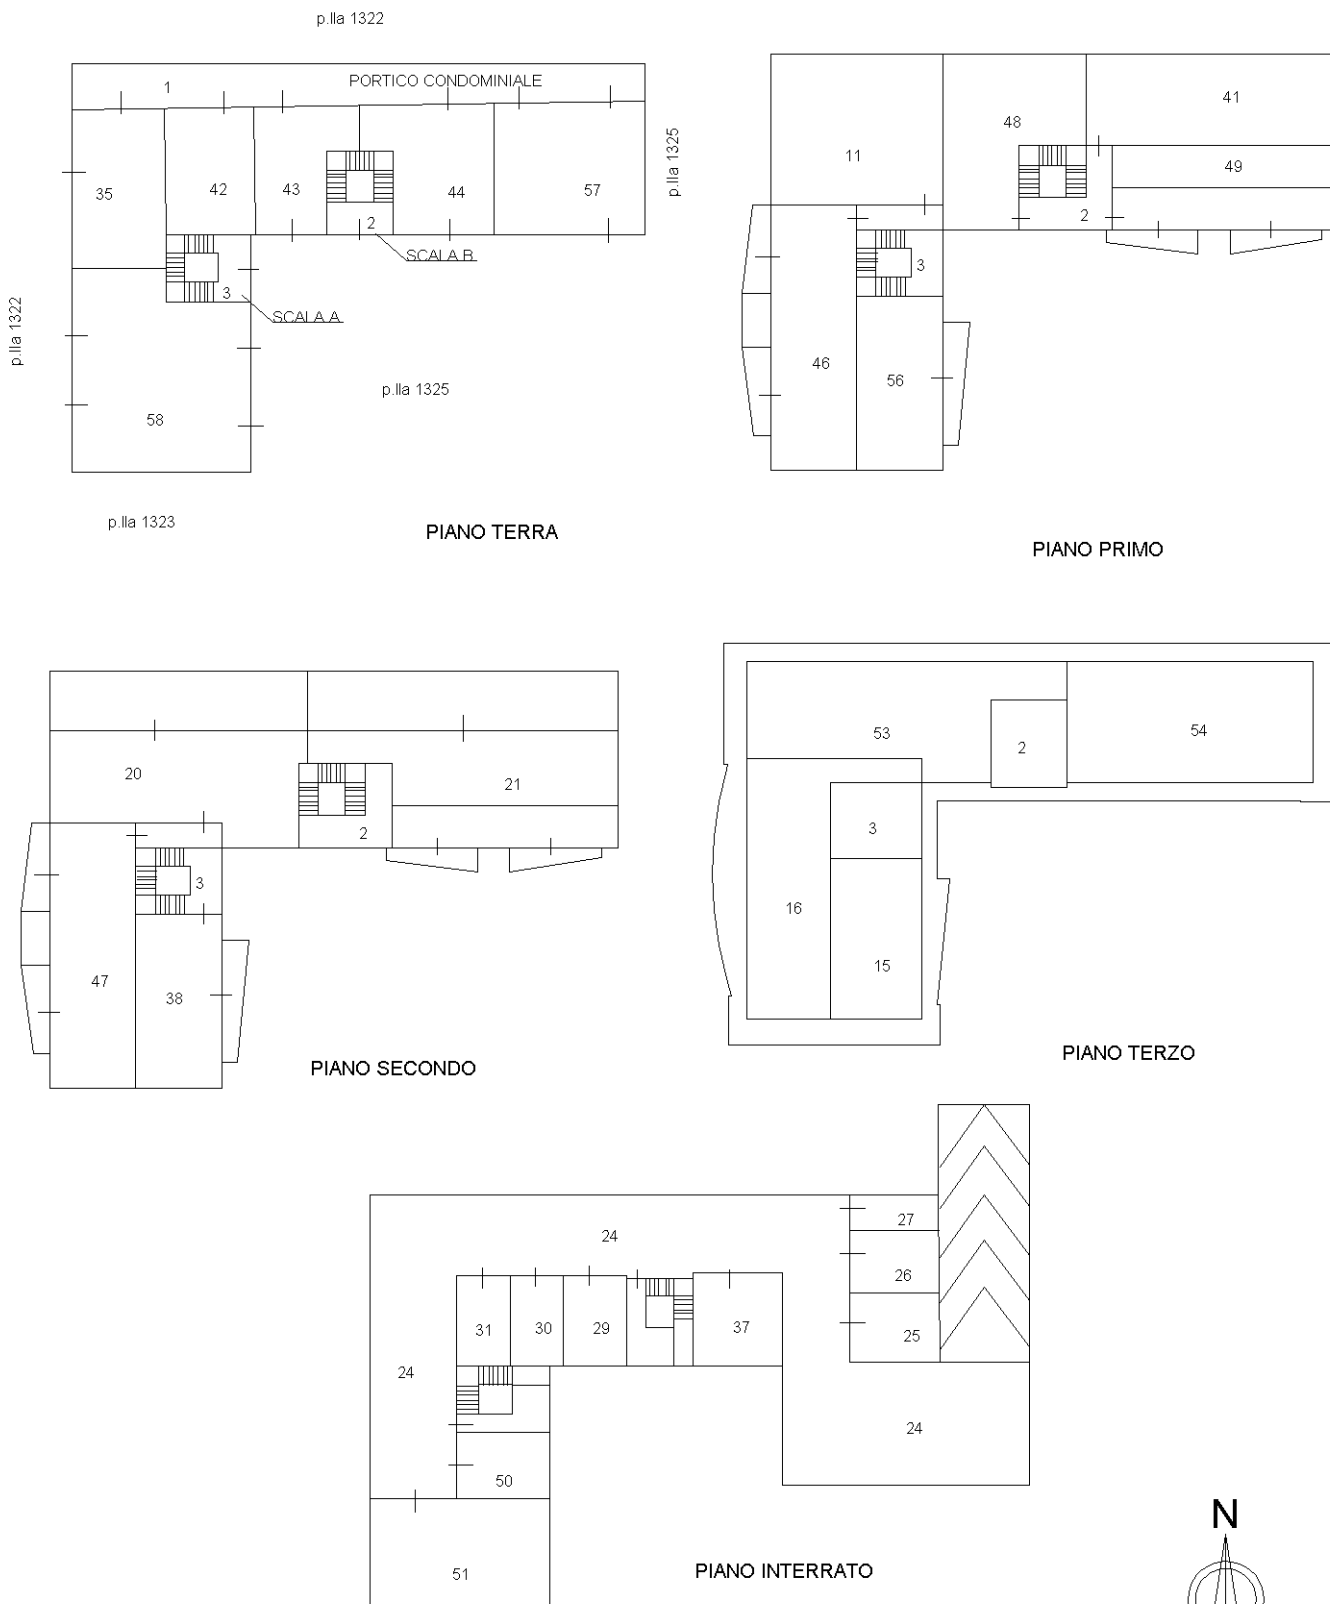 p.lla 1322
1
PORTICO CONDOMINIALE
35
42
43
44
57
p.lla 1325
2
SCALA B
3
SCALA A
p.lla 1322
p.lla 1325
58
p.lla 1323
PIANO TERRA
41
48
11
49
2
3
46
56
PIANO PRIMO
20
21
2
3
47
38
PIANO SECONDO
53
54
2
3
16
15
PIANO TERZO
27
24
26
31
30
29
37
25
24
24
50
51
PIANO INTERRATO
N